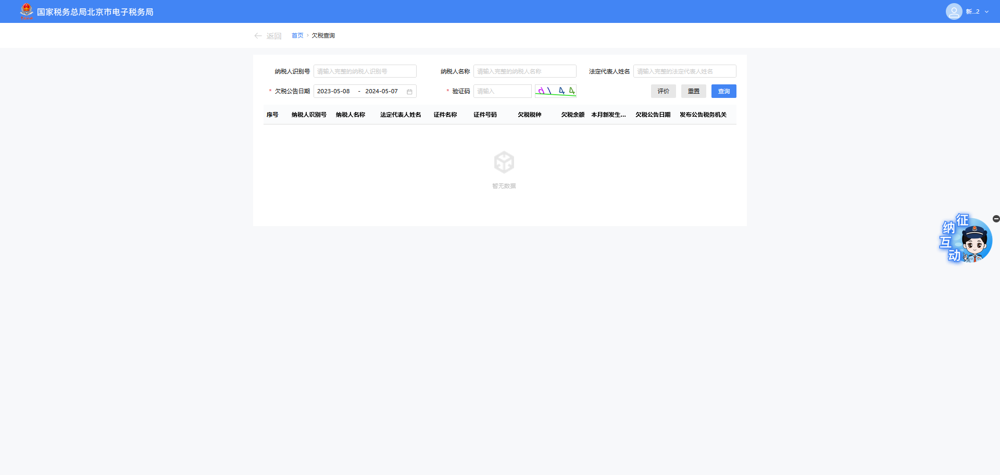 国家税务总局北京市电子税务局
新...2
返回 首页 > 欠税查询
纳税人识别号 请输入完整的纳税人识别号 纳税人名称 请输入完整的纳税人名称 法定代表人姓名 请输入完整的法定代表人姓名
* 欠税公告日期 2023-05-08 - 2024-05-07 * 验证码 请输入 评价 重置 查询
序号 纳税人识别号 纳税人名称 法定代表人姓名 证件名称 证件号码 欠税税种 欠税余额 本月新发生... 欠税公告日期 发布公告税务机关
暂无数据
征纳互动